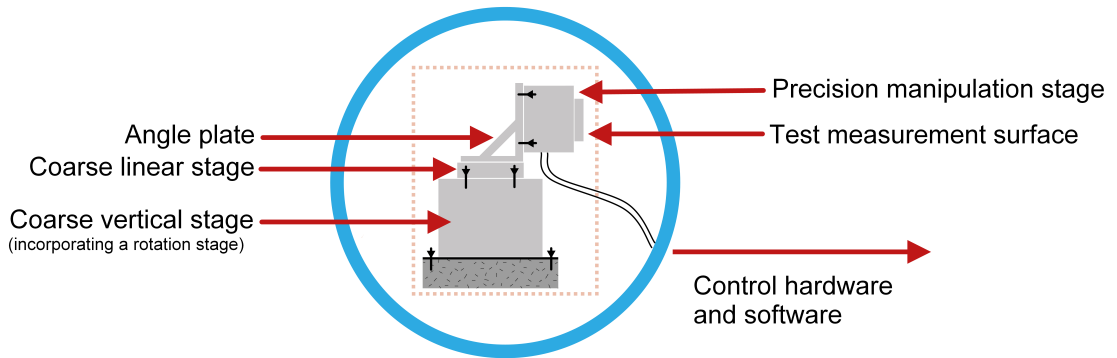 Precision manipulation stage
Angle plate
Test measurement surface
Coarse linear stage
Coarse vertical stage
(incorporating a rotation stage)
Control hardware
and software